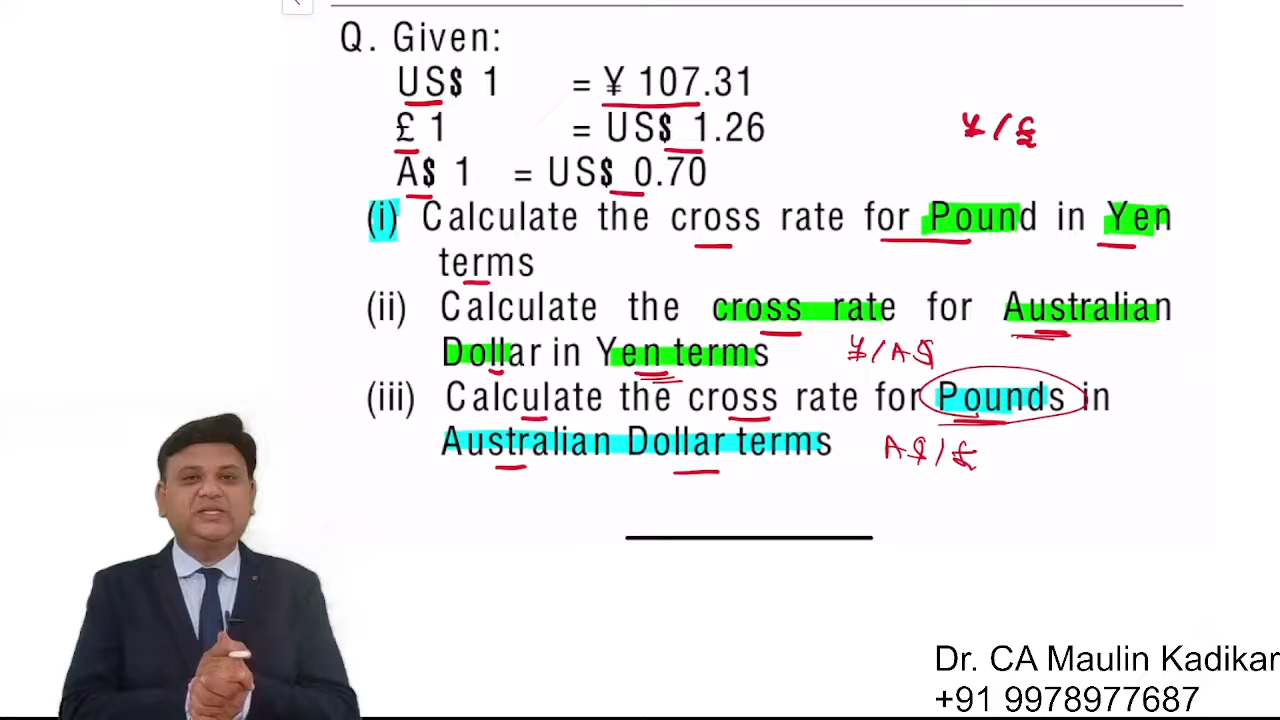 Q. Given:
US$ 1 = ¥ 107.31
£ 1 = US$ 1.26
¥ / £
A$ 1 = US$ 0.70
(i) Calculate the cross rate for Pound in Yen
terms
(ii) Calculate the cross rate for Australian
Dollar in Yen terms
¥ / A$
(iii) Calculate the cross rate for Pounds in
Australian Dollar terms
A$ / £
Dr. CA Maulin Kadikar
+91 9978977687